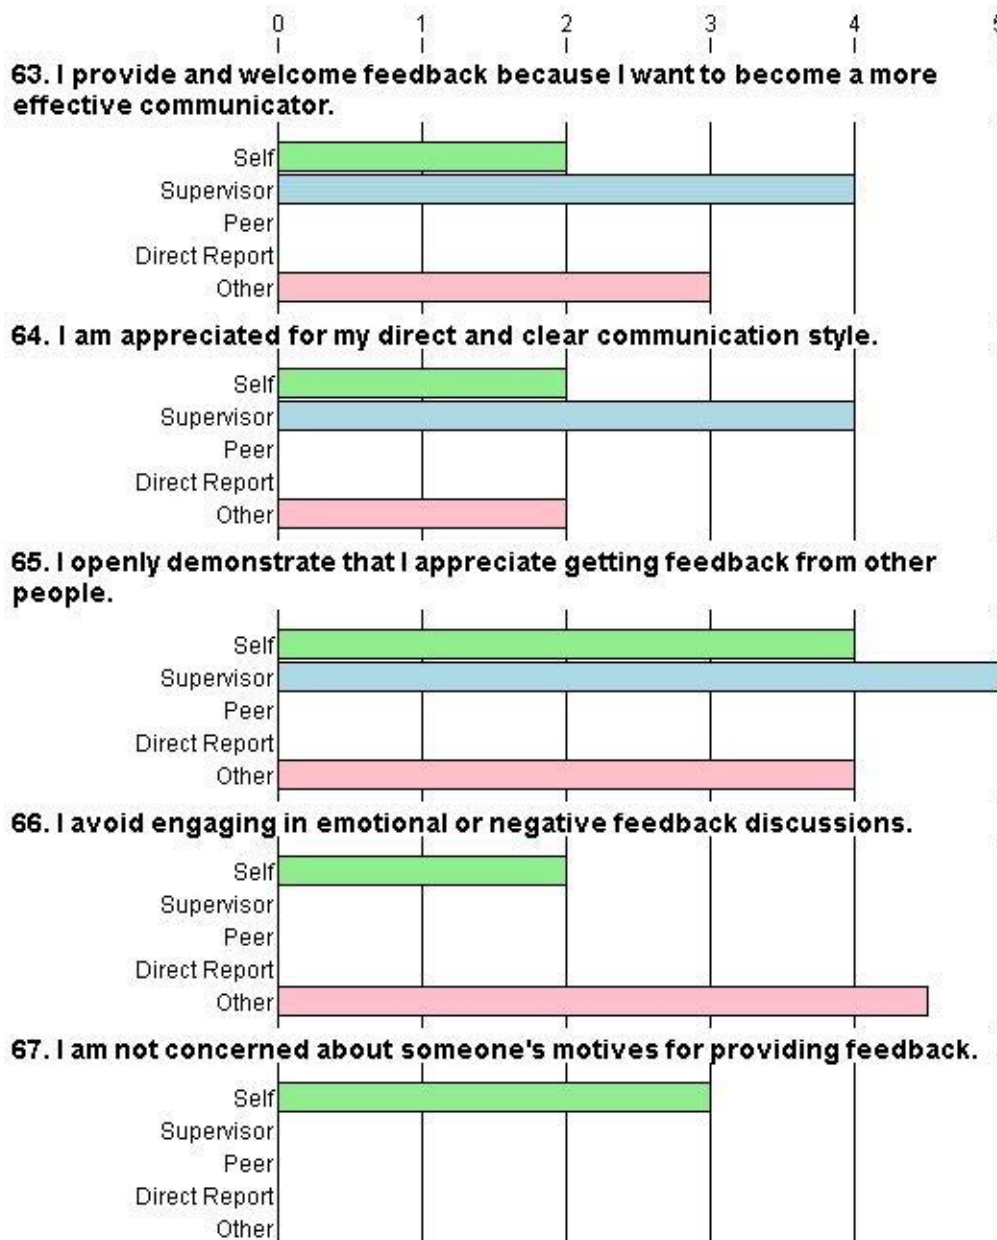 0 1 2 3 4 5
63. I provide and welcome feedback because I want to become a more
effective communicator.
Self
Supervisor
Peer
Direct Report
Other
64. I am appreciated for my direct and clear communication style.
Self
Supervisor
Peer
Direct Report
Other
65. I openly demonstrate that I appreciate getting feedback from other
people.
Self
Supervisor
Peer
Direct Report
Other
66. I avoid engaging in emotional or negative feedback discussions.
Self
Supervisor
Peer
Direct Report
Other
67. I am not concerned about someone's motives for providing feedback.
Self
Supervisor
Peer
Direct Report
Other